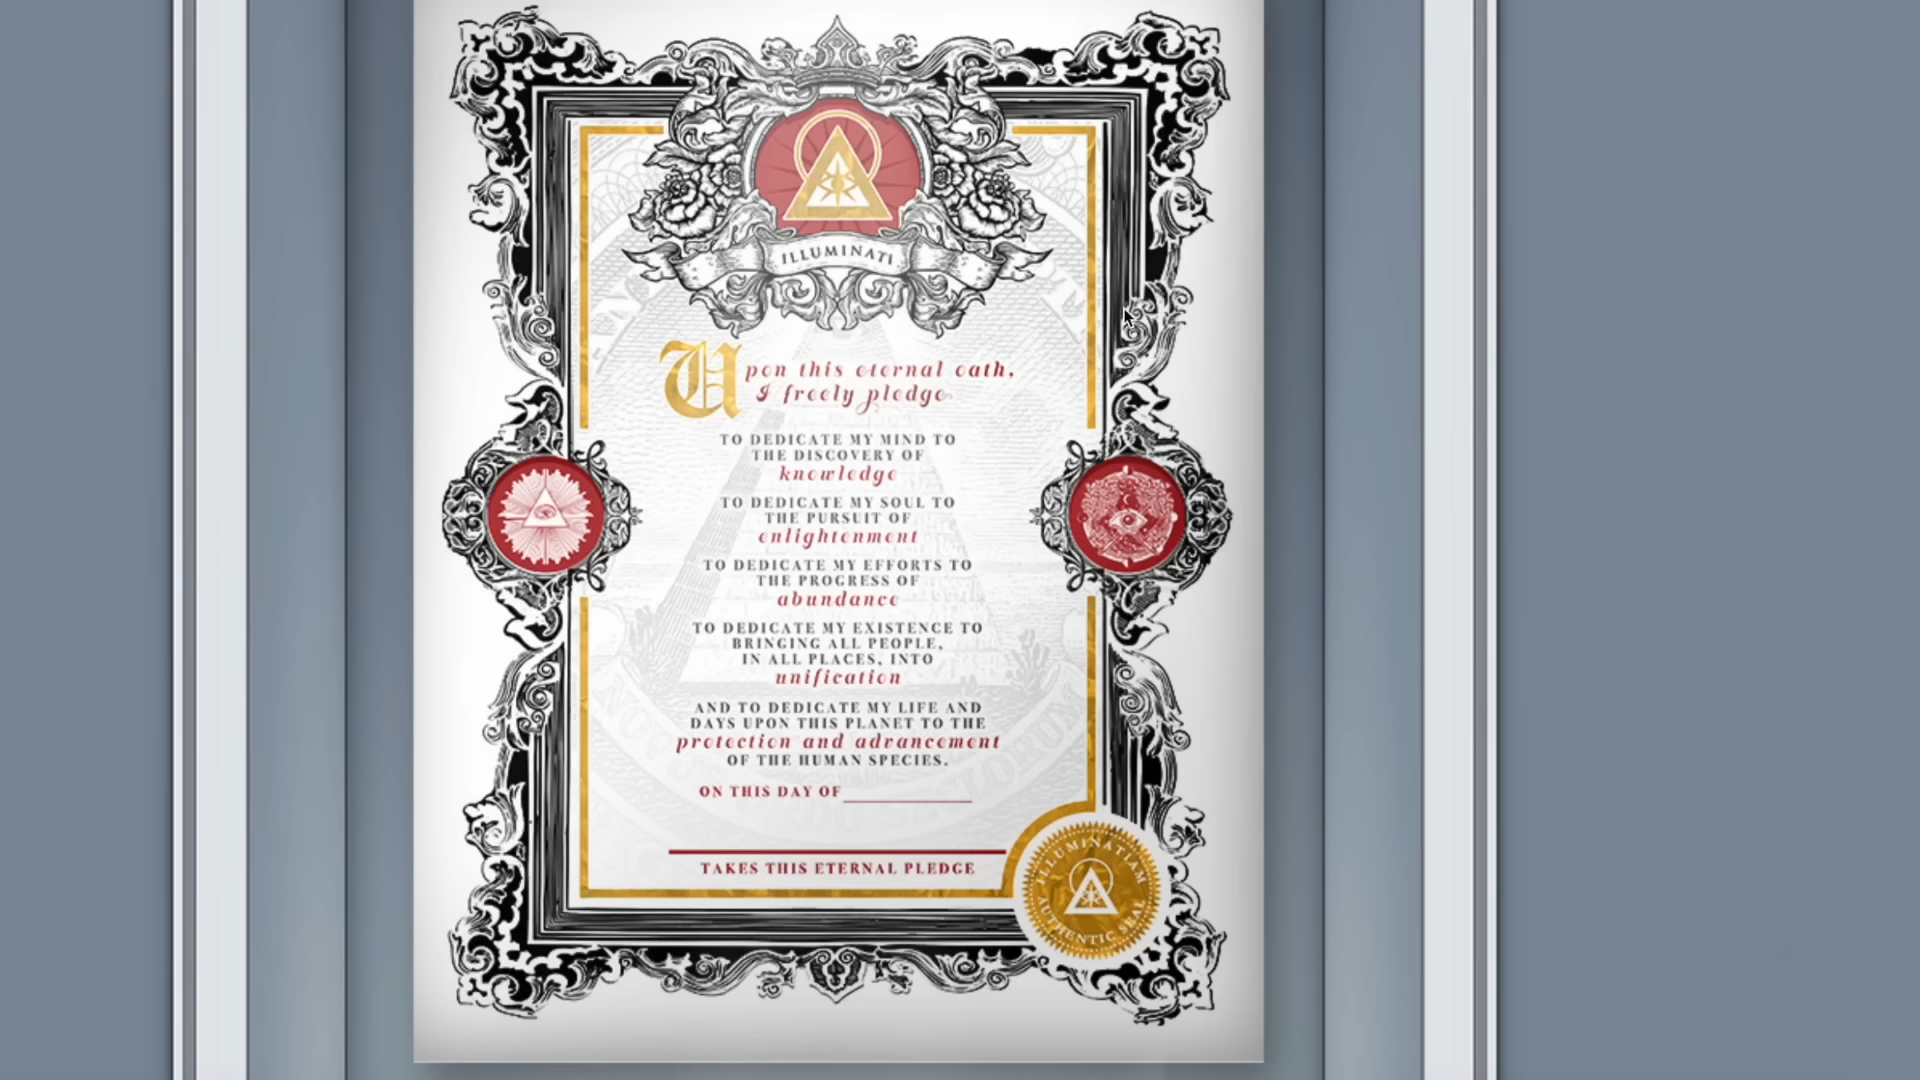 ILLUMINATI
Upon this eternal oath,
I freely pledge
TO DEDICATE MY MIND TO
THE DISCOVERY OF
knowledge
TO DEDICATE MY SOUL TO
THE PURSUIT OF
enlightenment
TO DEDICATE MY EFFORTS TO
THE PROGRESS OF
abundance
TO DEDICATE MY EXISTENCE TO
BRINGING ALL PEOPLE,
IN ALL PLACES, INTO
unification
AND TO DEDICATE MY LIFE AND
DAYS UPON THIS PLANET TO THE
protection and advancement
OF THE HUMAN SPECIES.
ON THIS DAY OF
TAKES THIS ETERNAL PLEDGE
ILLUMINATIAM
AUTHENTIC SEAL